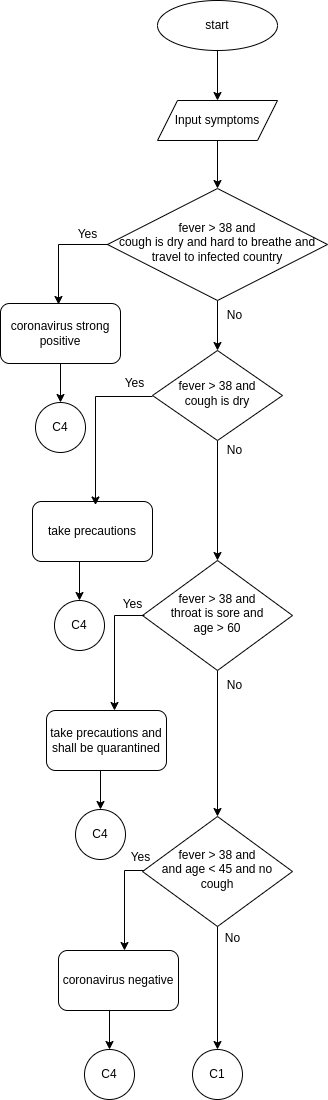 start
Input symptoms
fever > 38 and
cough is dry and hard to breathe and
travel to infected country
Yes
No
coronavirus strong
positive
C4
fever > 38 and
cough is dry
Yes
No
take precautions
C4
fever > 38 and
throat is sore and
age > 60
Yes
No
take precautions and
shall be quarantined
C4
fever > 38 and
and age < 45 and no
cough
Yes
No
coronavirus negative
C4
C1